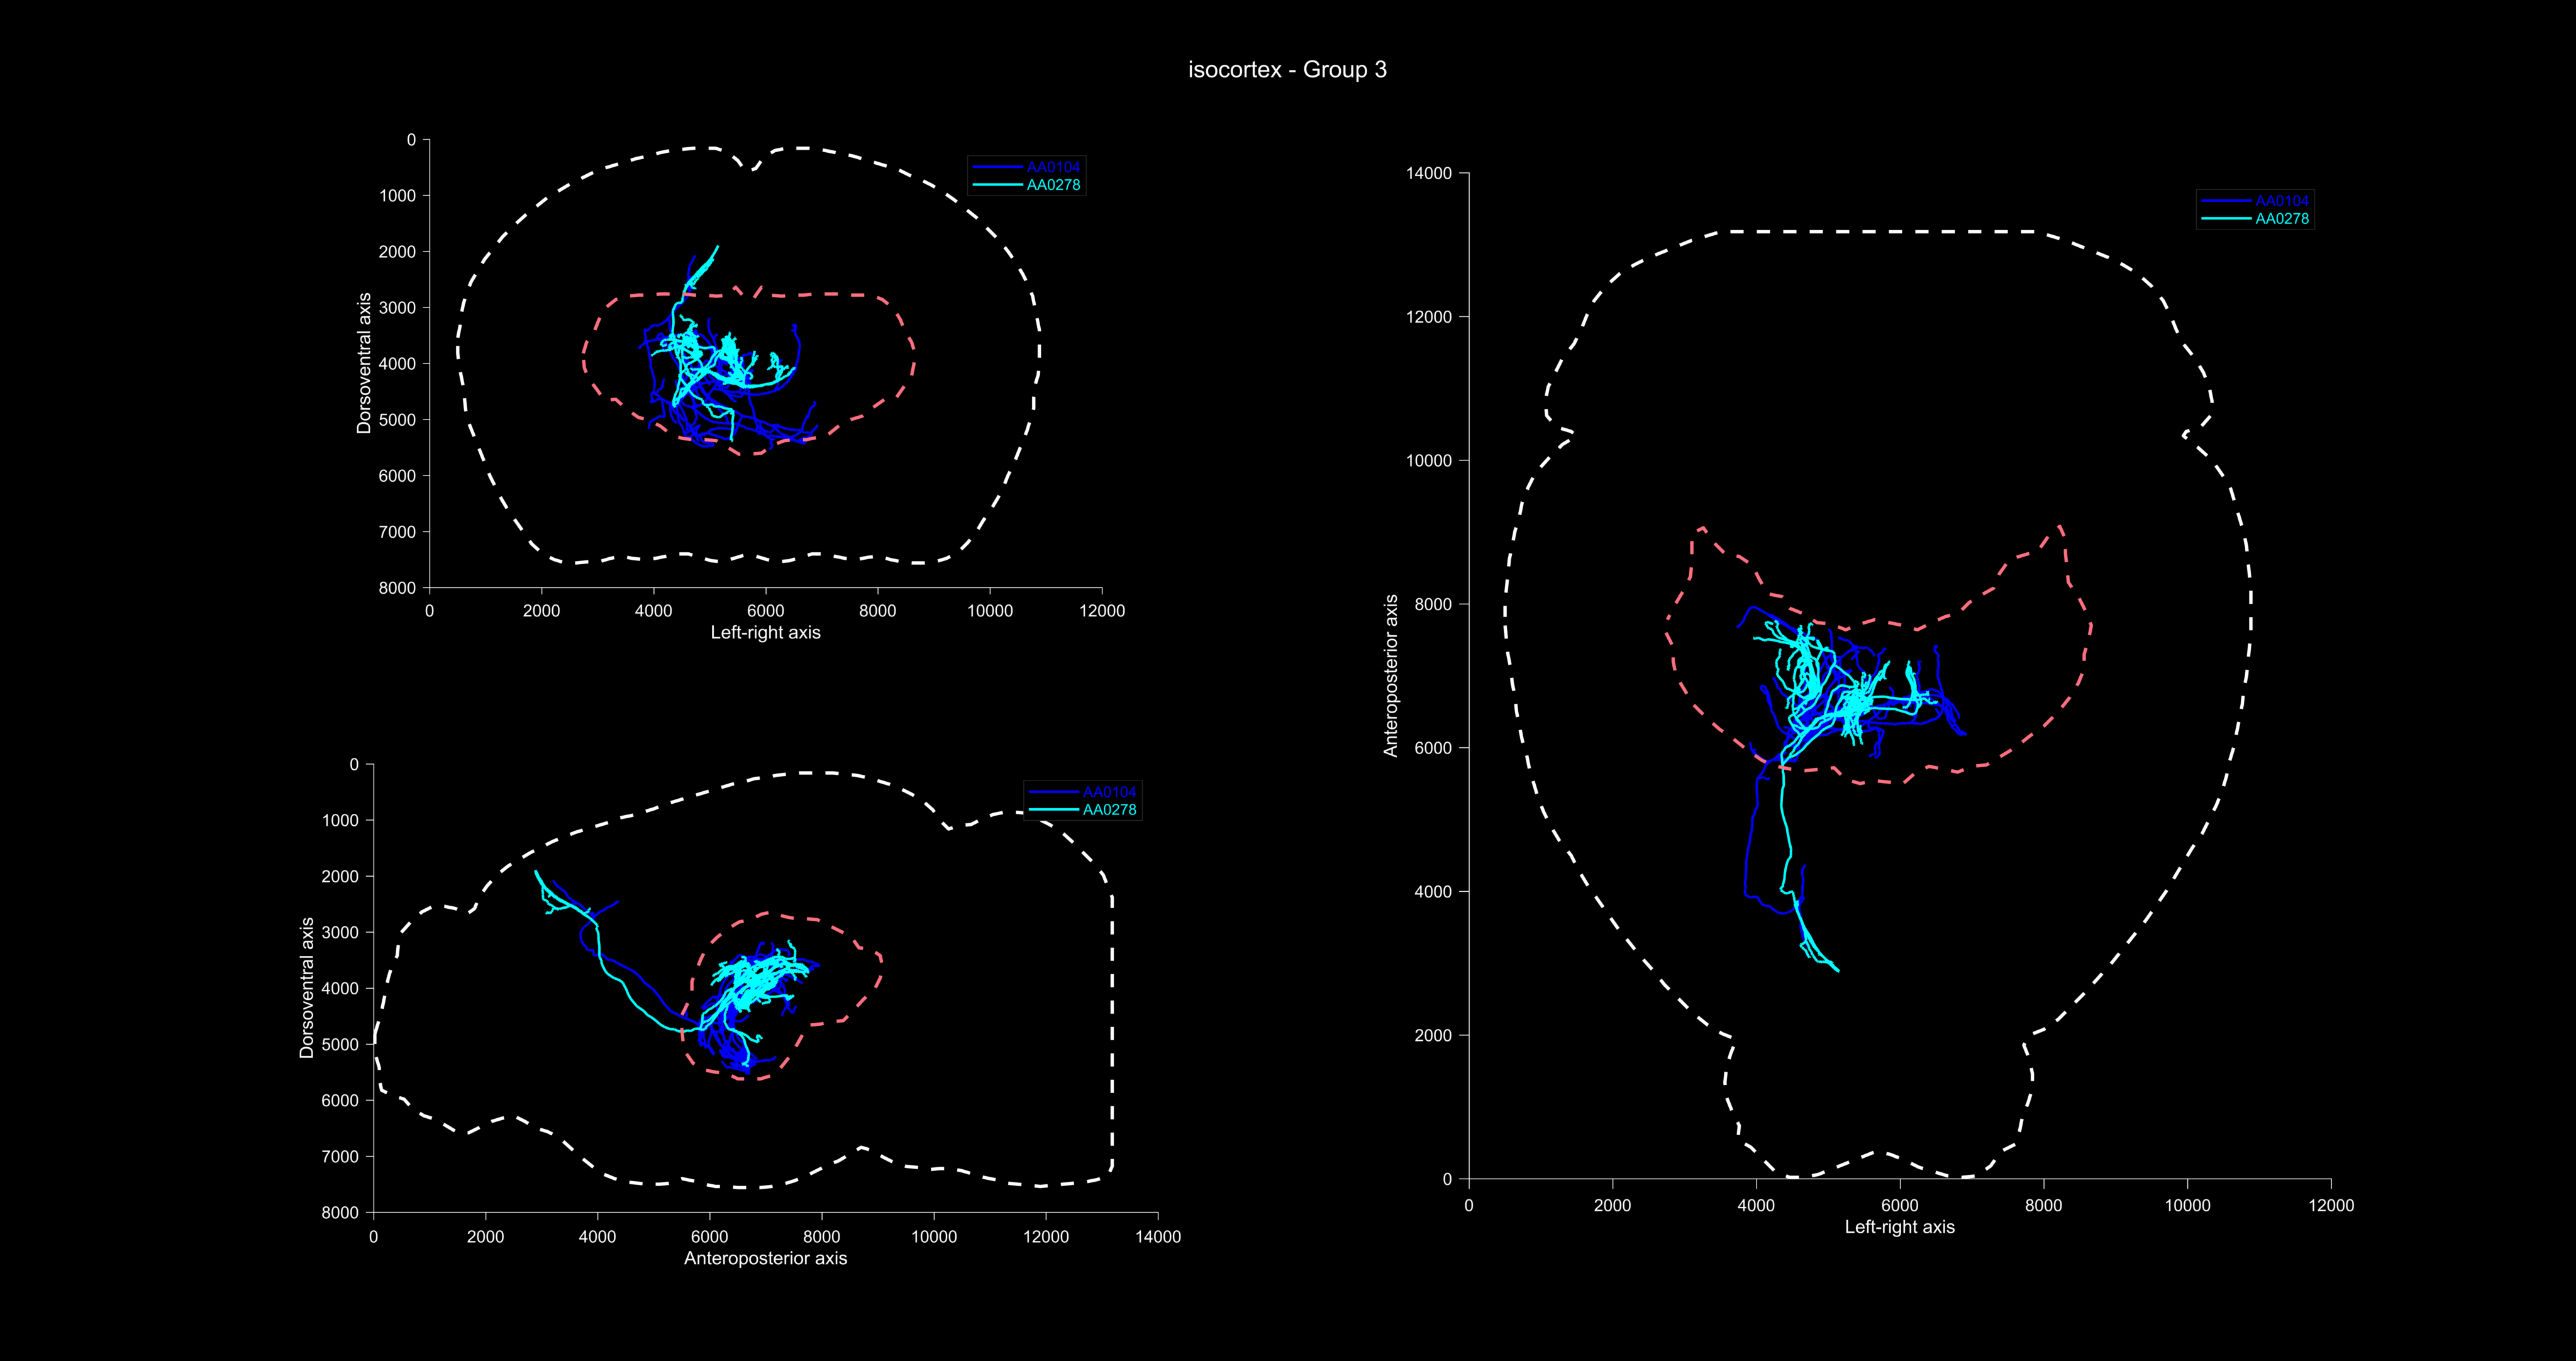 isocortex - Group 3
0
1000
2000
3000
4000
5000
6000
7000
8000
Dorsoventral axis
0 2000 4000 6000 8000 10000 12000
Left-right axis
AA0104
AA0278
0
1000
2000
3000
4000
5000
6000
7000
8000
Dorsoventral axis
0 2000 4000 6000 8000 10000 12000 14000
Anteroposterior axis
AA0104
AA0278
14000
12000
10000
8000
6000
4000
2000
0
Anteroposterior axis
0 2000 4000 6000 8000 10000 12000
Left-right axis
AA0104
AA0278